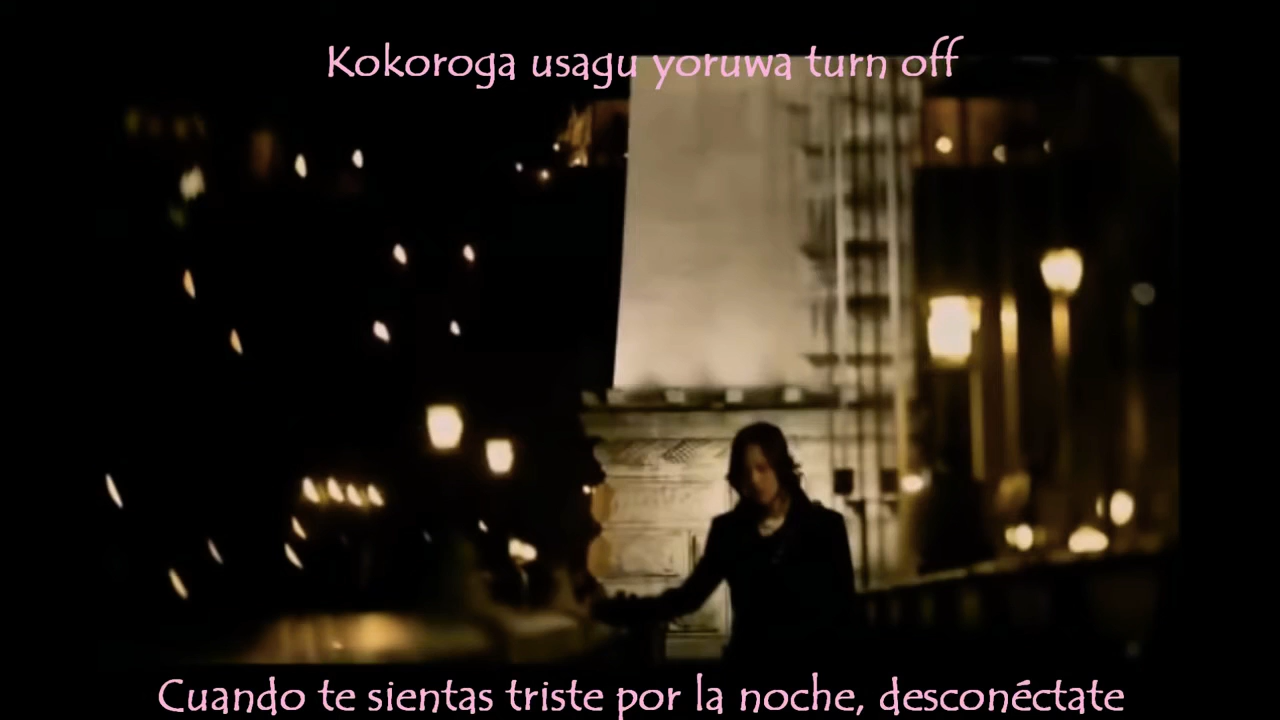 Kokoroga usagu yoruwa turn off
Cuando te sientas triste por la noche, desconéctate